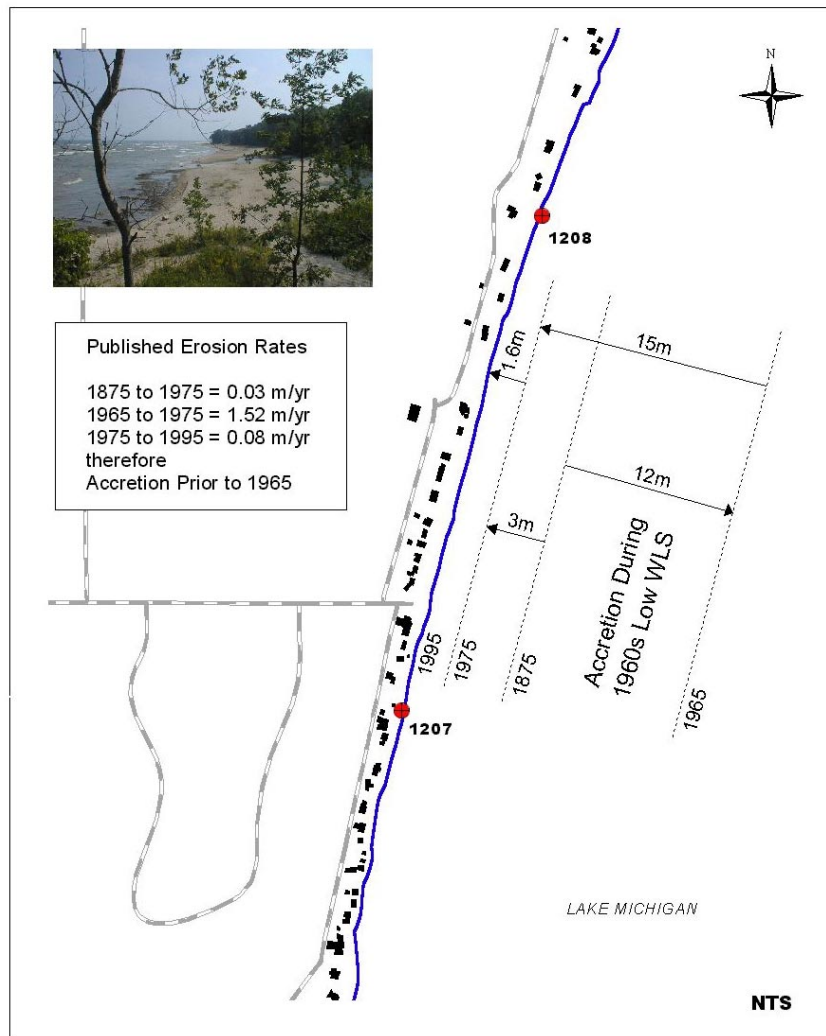 N
1208
Published Erosion Rates
1875 to 1975 = 0.03 m/yr
1965 to 1975 = 1.52 m/yr
1975 to 1995 = 0.08 m/yr
therefore
Accretion Prior to 1965
1.6m
15m
12m
3m
Accretion During
1960s Low WLS
1995
1975
1875
1965
1207
LAKE MICHIGAN
NTS